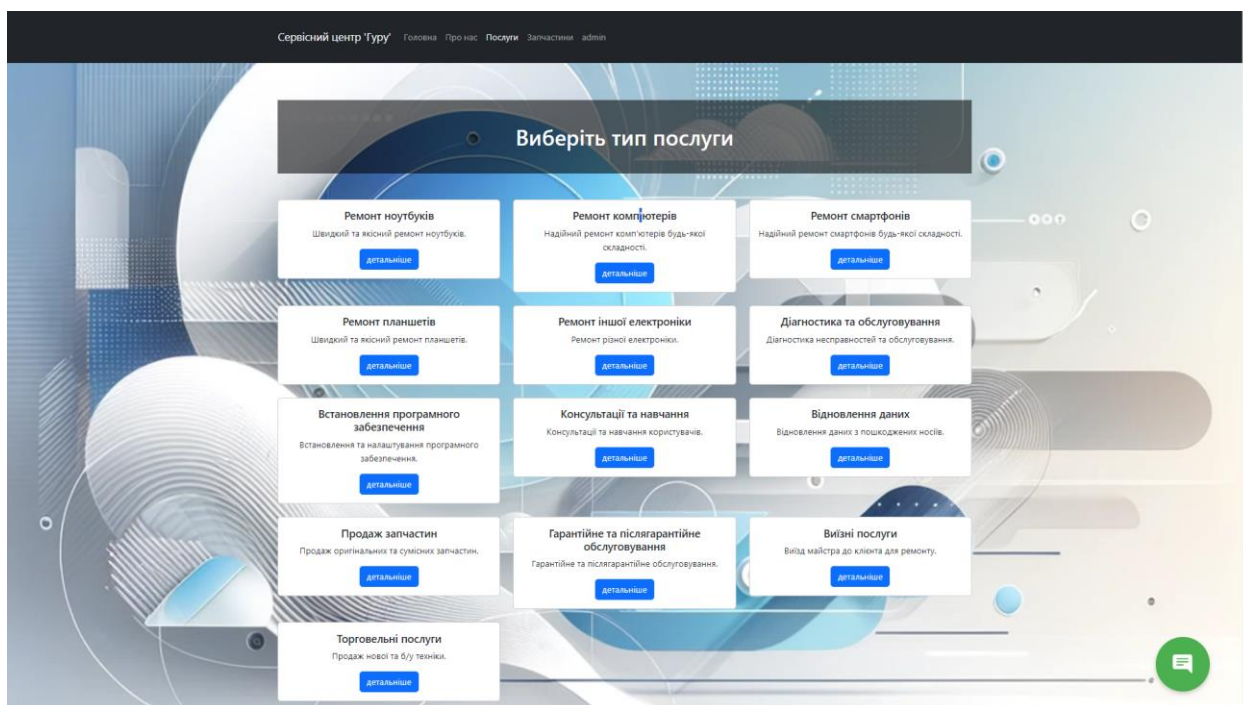 Сервісний центр 'Гуру' Головна Про нас Послуги Запчастини admin
Виберіть тип послуги
Ремонт ноутбуків
Швидкий та якісний ремонт ноутбуків.
детальніше
Ремонт комп'ютерів
Надійний ремонт комп'ютерів будь-якої
складності.
детальніше
Ремонт смартфонів
Надійний ремонт смартфонів будь-якої складності.
детальніше
Ремонт планшетів
Швидкий та якісний ремонт планшетів.
детальніше
Ремонт іншої електроніки
Ремонт різної електроніки.
детальніше
Діагностика та обслуговування
Діагностика несправностей та обслуговування.
детальніше
Встановлення програмного
забезпечення
Встановлення та налаштування програмного
забезпечення.
детальніше
Консультації та навчання
Консультації та навчання користувачів.
детальніше
Відновлення даних
Відновлення даних з пошкоджених носіїв.
детальніше
Продаж запчастин
Продаж оригінальних та сумісних запчастин.
детальніше
Гарантійне та післягарантійне
обслуговування
Гарантійне та післягарантійне обслуговування.
детальніше
Виїзні послуги
Виїзд майстра до клієнта для ремонту.
детальніше
Торговельні послуги
Продаж нової та б/у техніки.
детальніше